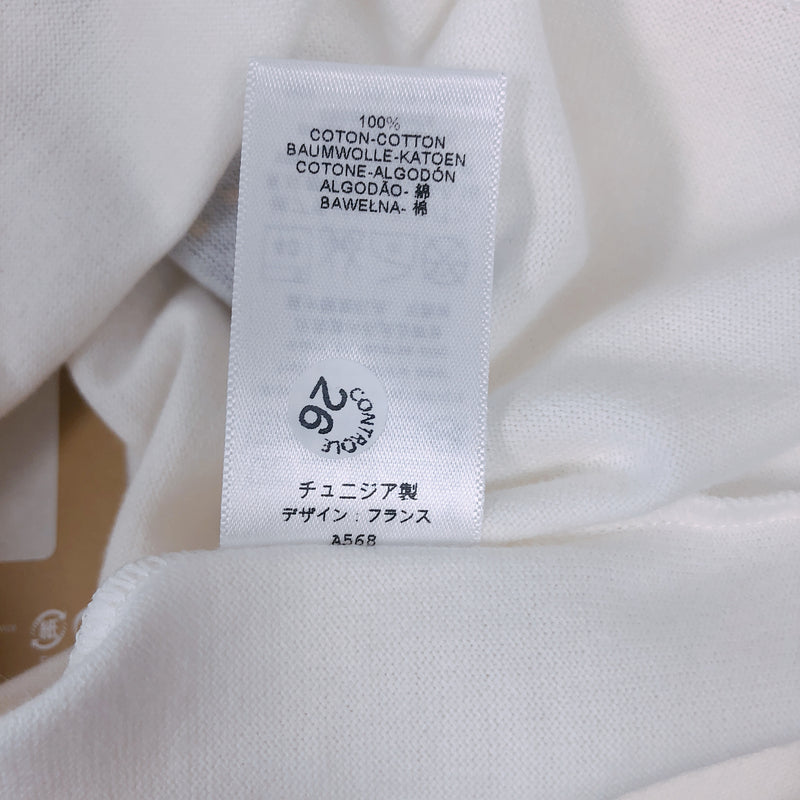 100%
COTON-COTTON
BAUMWOLLE-KATOEN
COTONE-ALGODÓN
ALGODÃO- 綿
BAWEŁNA- 棉
26
CONTROLE
チュニジア製
デザイン : フランス
A568
紙